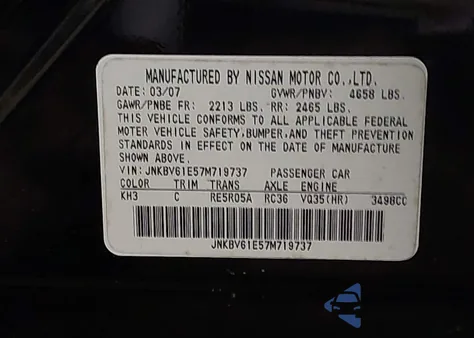 MANUFACTURED BY NISSAN MOTOR CO.,LTD.
DATE: 03/07 GVWR/PNBV: 4658 LBS.
GAWR/PNBE FR: 2213 LBS. RR: 2465 LBS.
THIS VEHICLE CONFORMS TO ALL APPLICABLE FEDERAL
MOTER VEHICLE SAFETY,BUMPER,AND THEFT PREVENTION
STANDARDS IN EFFECT ON THE DATE OF MANUFACTURE
SHOWN ABOVE.
VIN: JNKBV61E57M719737 PASSENGER CAR
COLOR TRIM TRANS AXLE ENGINE
KH3 C RE5R05A RC36 VQ35(HR) 3498CC
JNKBV61E57M719737